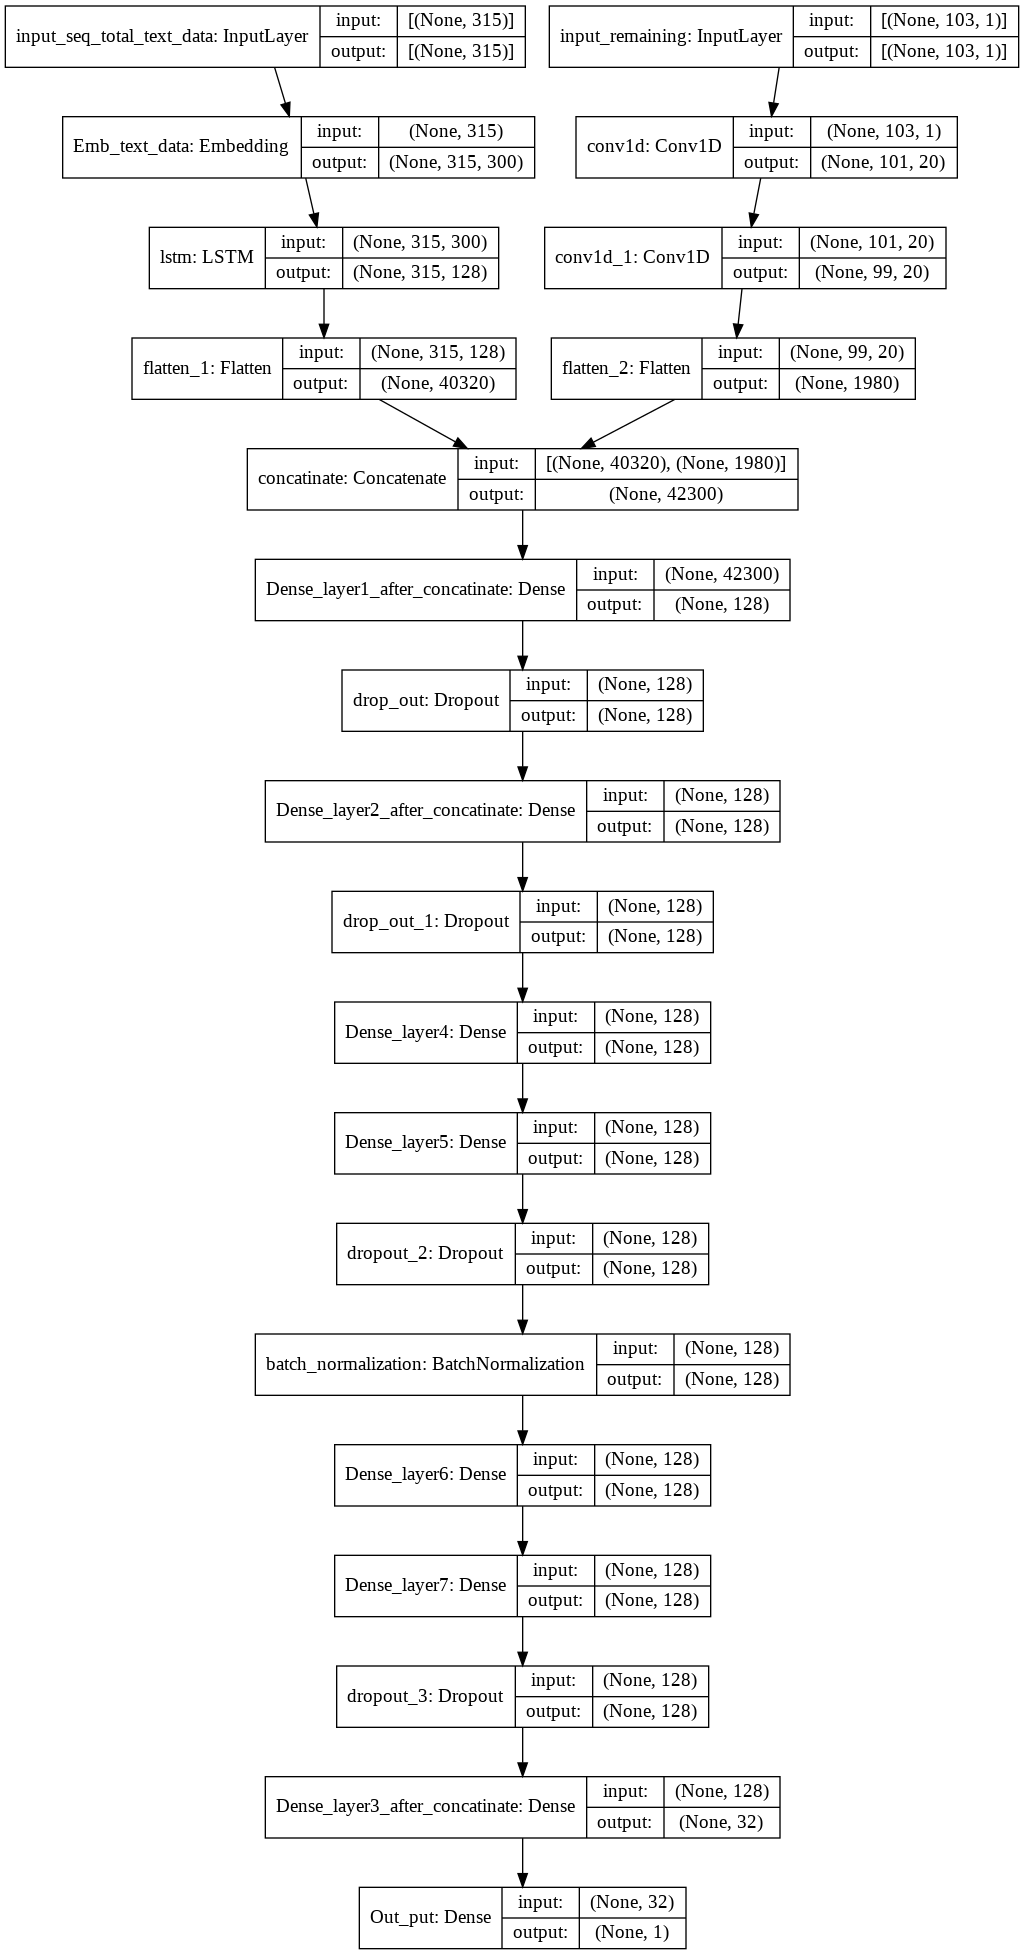 input_seq_total_text_data: InputLayer
input: [(None, 315)]
output: [(None, 315)]
input_remaining: InputLayer
input: [(None, 103, 1)]
output: [(None, 103, 1)]
Emb_text_data: Embedding
input: (None, 315)
output: (None, 315, 300)
conv1d: Conv1D
input: (None, 103, 1)
output: (None, 101, 20)
lstm: LSTM
input: (None, 315, 300)
output: (None, 315, 128)
conv1d_1: Conv1D
input: (None, 101, 20)
output: (None, 99, 20)
flatten_1: Flatten
input: (None, 315, 128)
output: (None, 40320)
flatten_2: Flatten
input: (None, 99, 20)
output: (None, 1980)
concatinate: Concatenate
input: [(None, 40320), (None, 1980)]
output: (None, 42300)
Dense_layer1_after_concatinate: Dense
input: (None, 42300)
output: (None, 128)
drop_out: Dropout
input: (None, 128)
output: (None, 128)
Dense_layer2_after_concatinate: Dense
input: (None, 128)
output: (None, 128)
drop_out_1: Dropout
input: (None, 128)
output: (None, 128)
Dense_layer4: Dense
input: (None, 128)
output: (None, 128)
Dense_layer5: Dense
input: (None, 128)
output: (None, 128)
dropout_2: Dropout
input: (None, 128)
output: (None, 128)
batch_normalization: BatchNormalization
input: (None, 128)
output: (None, 128)
Dense_layer6: Dense
input: (None, 128)
output: (None, 128)
Dense_layer7: Dense
input: (None, 128)
output: (None, 128)
dropout_3: Dropout
input: (None, 128)
output: (None, 128)
Dense_layer3_after_concatinate: Dense
input: (None, 128)
output: (None, 32)
Out_put: Dense
input: (None, 32)
output: (None, 1)